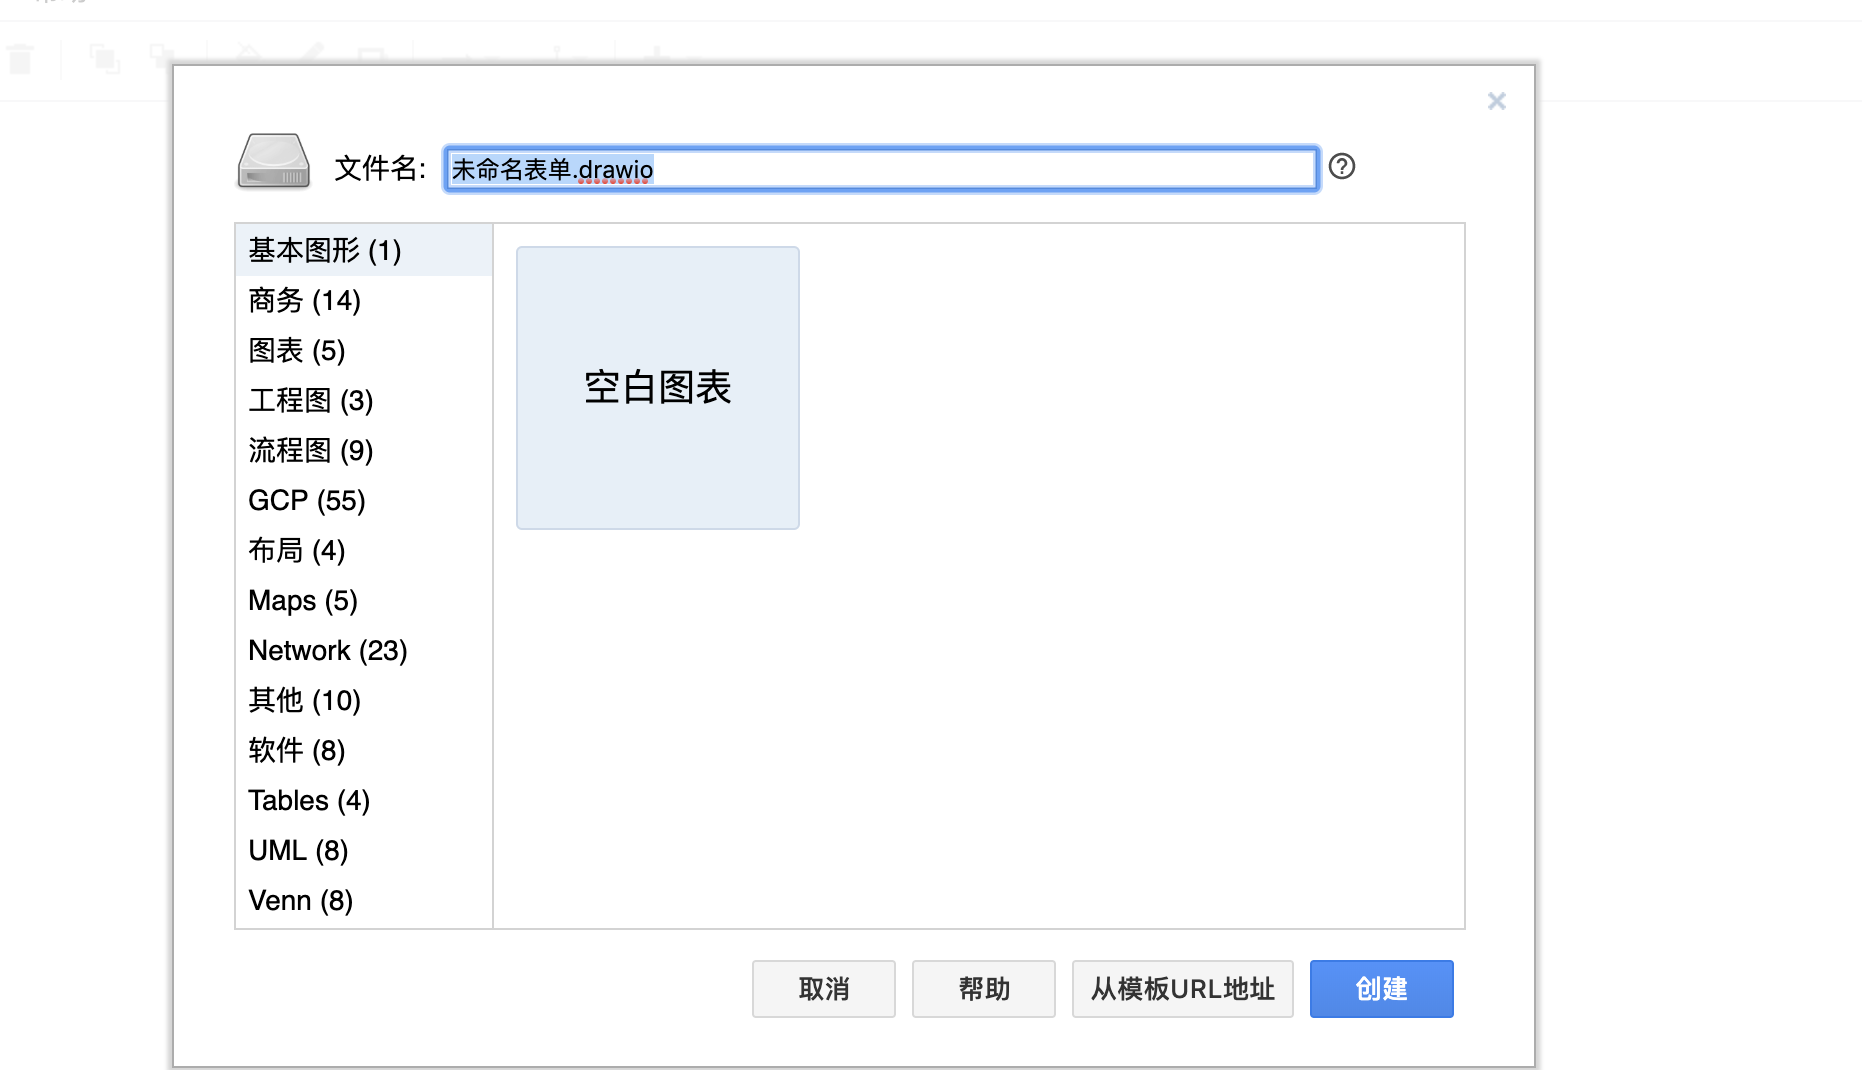 文件名: 未命名表单.drawio
基本图形 (1)
商务 (14)
图表 (5)
工程图 (3)
流程图 (9)
GCP (55)
布局 (4)
Maps (5)
Network (23)
其他 (10)
软件 (8)
Tables (4)
UML (8)
Venn (8)
空白图表
取消 帮助 从模板URL地址 创建